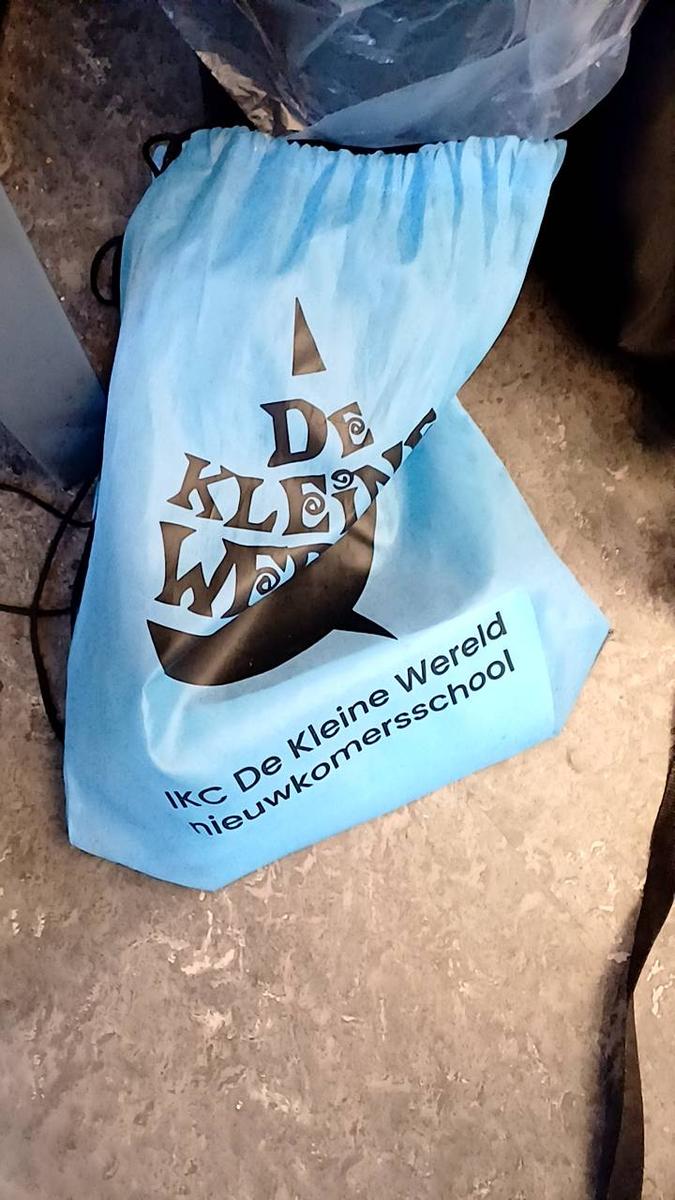 DE
KLEINE
IKC De Kleine Wereld
nieuwkomersschool